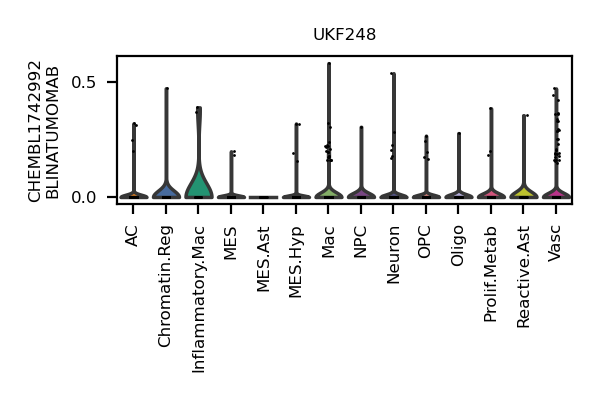 UKF248
CHEMBL1742992
BLINATUMOMAB
0.5
0.0
AC
Chromatin.Reg
Inflammatory.Mac
MES
MES.Ast
MES.Hyp
Mac
NPC
Neuron
OPC
Oligo
Prolif.Metab
Reactive.Ast
Vasc